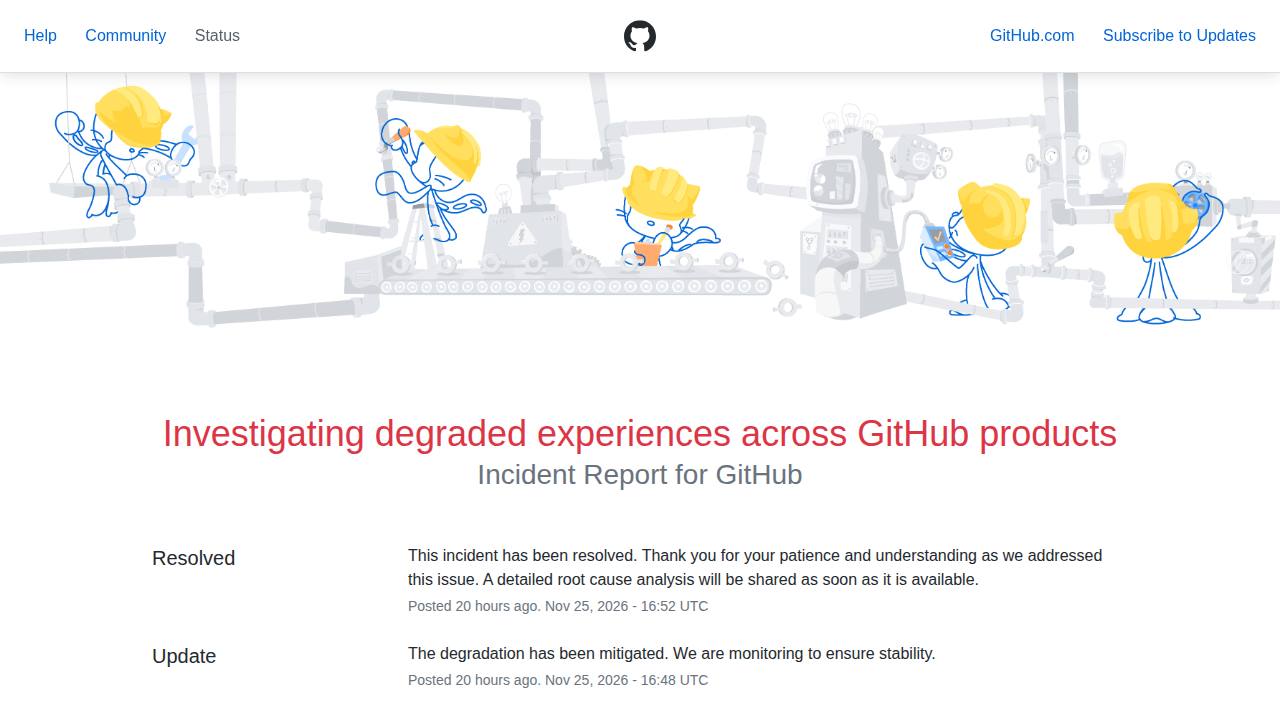 Help Community Status GitHub.com Subscribe to Updates
Investigating degraded experiences across GitHub products
Incident Report for GitHub
Resolved
This incident has been resolved. Thank you for your patience and understanding as we addressed
this issue. A detailed root cause analysis will be shared as soon as it is available.
Posted 20 hours ago. Nov 25, 2026 - 16:52 UTC
Update
The degradation has been mitigated. We are monitoring to ensure stability.
Posted 20 hours ago. Nov 25, 2026 - 16:48 UTC